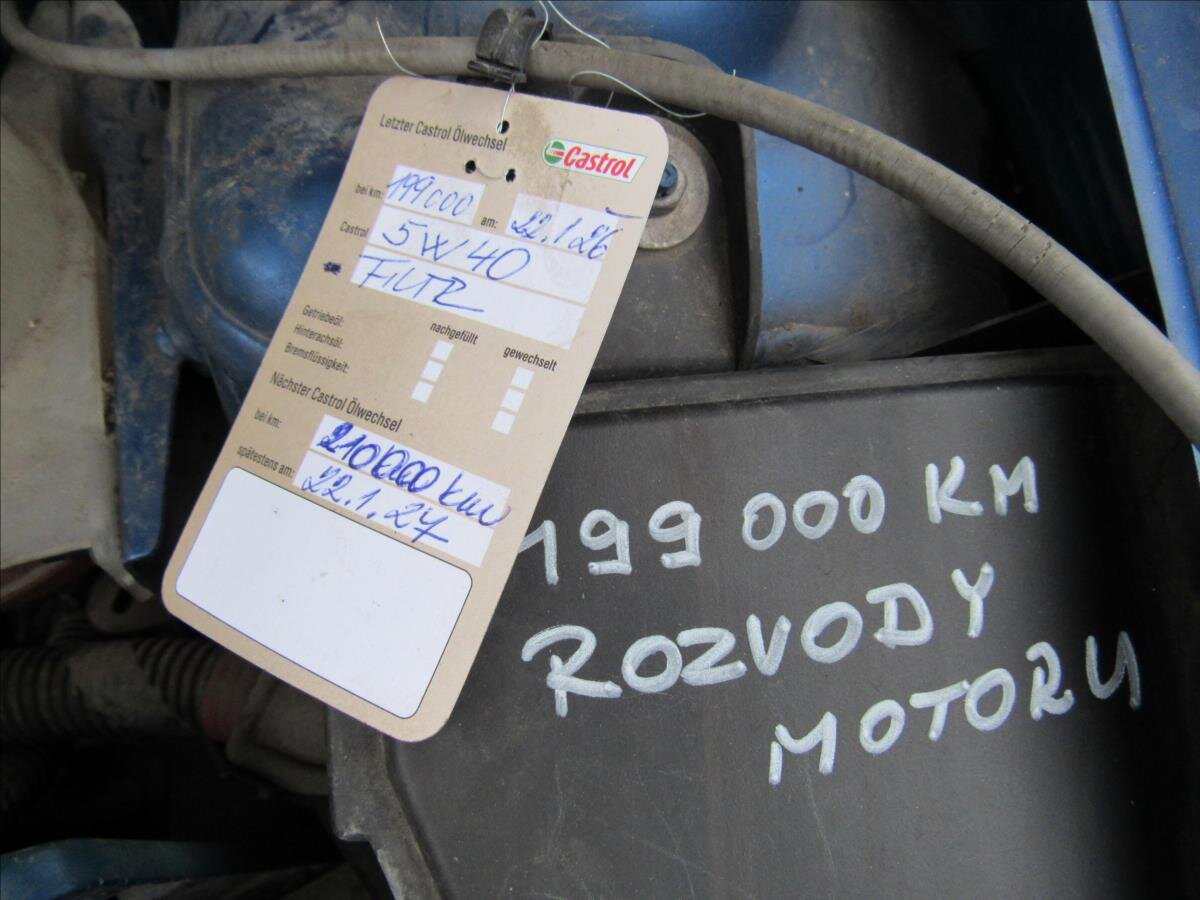 Letzter Castrol Ölwechsel
Castrol
bei km: 199000 am: 22.1.26
Castrol 5W40
FILTR
nachgefüllt gewechselt
Getriebeöl:
Hinterachsöl:
Bremsflüssigkeit:
Nächster Castrol Ölwechsel
bei km: 210000 km
spätestens am: 22.1.27
199 000 KM
ROZVODY
MOTORU